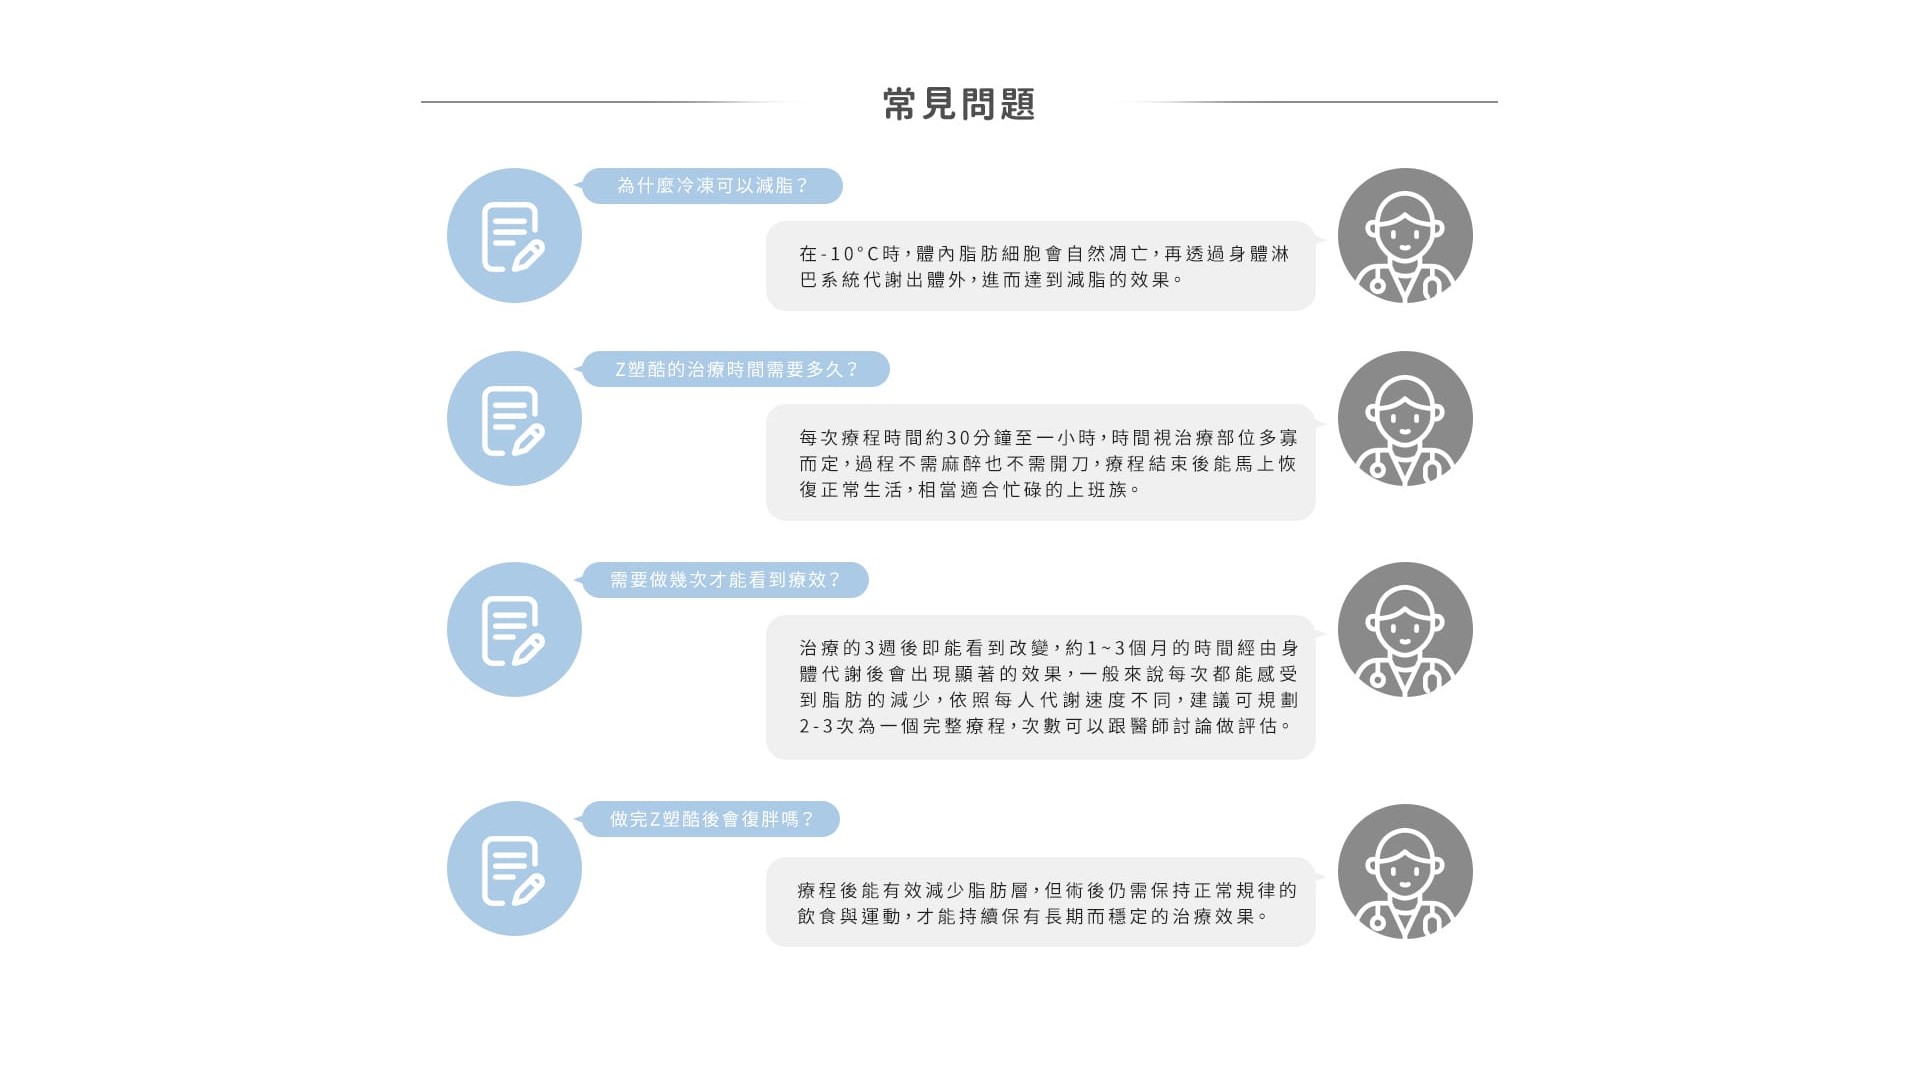 常見問題
為什麼冷凍可以減脂？
在-10°C時，體內脂肪細胞會自然凋亡，再透過身體淋
巴系統代謝出體外，進而達到減脂的效果。
Z塑酷的治療時間需要多久？
每次療程時間約30分鐘至一小時，時間視治療部位多寡
而定，過程不需麻醉也不需開刀，療程結束後能馬上恢
復正常生活，相當適合忙碌的上班族。
需要做幾次才能看到療效？
治療的3週後即能看到改變，約1~3個月的時間經由身
體代謝後會出現顯著的效果，一般來說每次都能感受
到脂肪的減少，依照每人代謝速度不同，建議可規劃
2-3次為一個完整療程，次數可以跟醫師討論做評估。
做完Z塑酷後會復胖嗎？
療程後能有效減少脂肪層，但術後仍需保持正常規律的
飲食與運動，才能持續保有長期而穩定的治療效果。